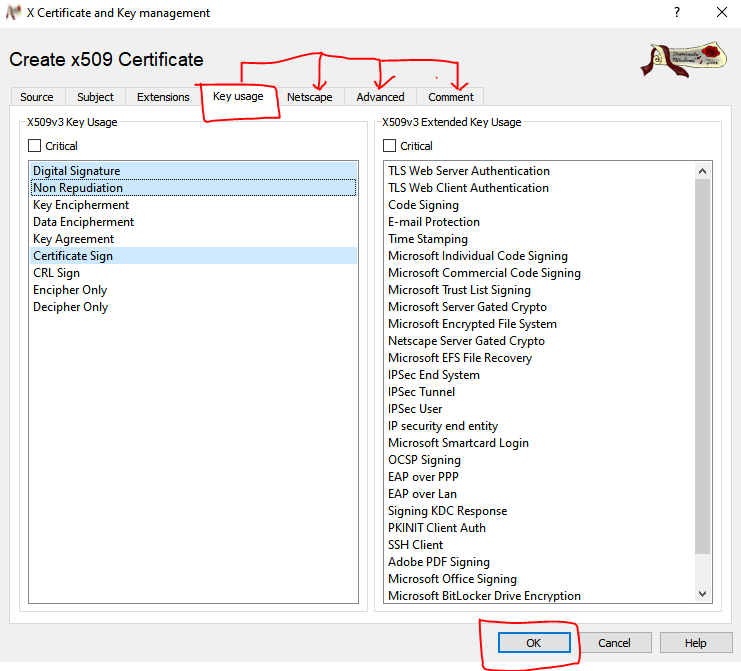 X Certificate and Key management
?
Create x509 Certificate
Source
Subject
Extensions
Key usage
Netscape
Advanced
Comment
X509v3 Key Usage
Critical
Digital Signature
Non Repudiation
Key Encipherment
Data Encipherment
Key Agreement
Certificate Sign
CRL Sign
Encipher Only
Decipher Only
X509v3 Extended Key Usage
Critical
TLS Web Server Authentication
TLS Web Client Authentication
Code Signing
E-mail Protection
Time Stamping
Microsoft Individual Code Signing
Microsoft Commercial Code Signing
Microsoft Trust List Signing
Microsoft Server Gated Crypto
Microsoft Encrypted File System
Netscape Server Gated Crypto
Microsoft EFS File Recovery
IPSec End System
IPSec Tunnel
IPSec User
IP security end entity
Microsoft Smartcard Login
OCSP Signing
EAP over PPP
EAP over Lan
Signing KDC Response
PKINIT Client Auth
SSH Client
Adobe PDF Signing
Microsoft Office Signing
Microsoft BitLocker Drive Encryption
OK
Cancel
Help